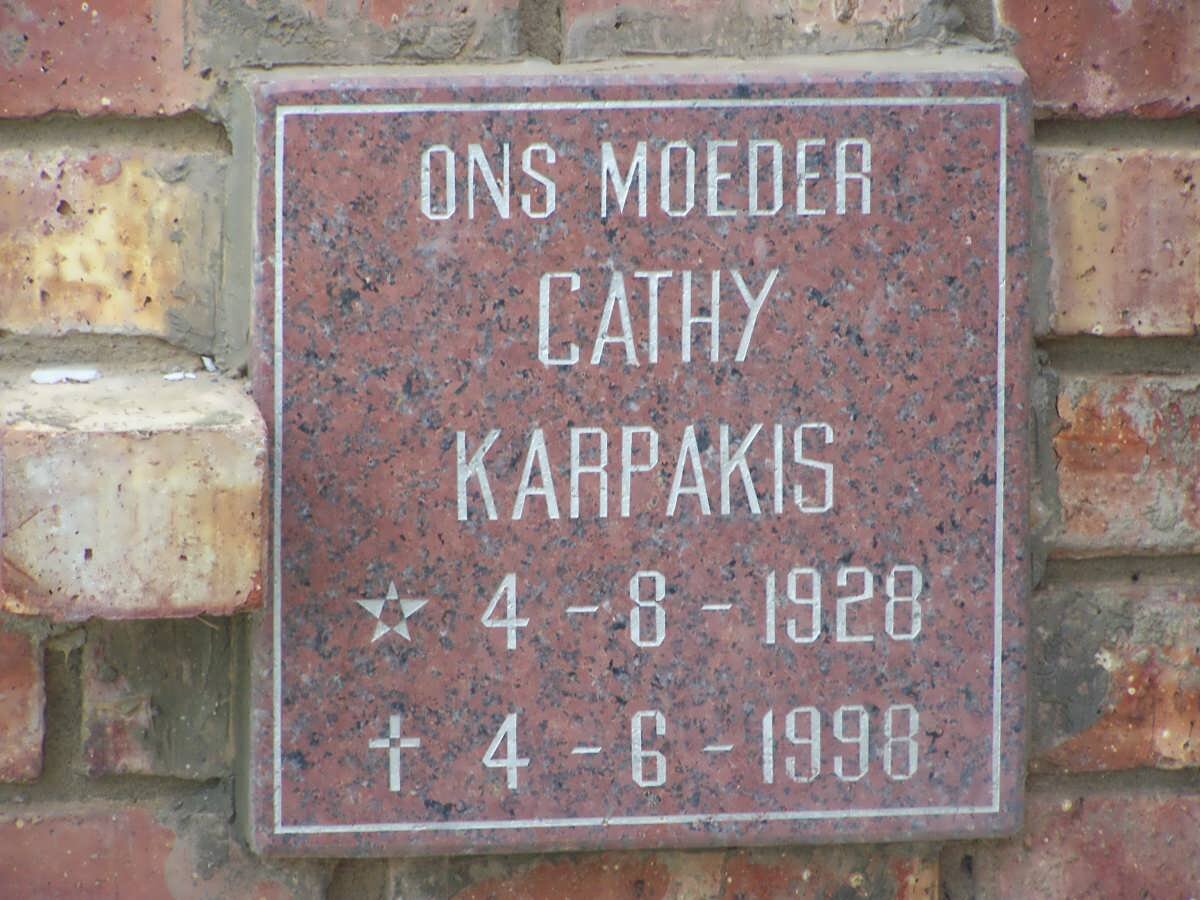 ONS MOEDER
CATHY
KARPAKIS
☆ 4 - 8 - 1928
✝ 4 - 6 - 1998